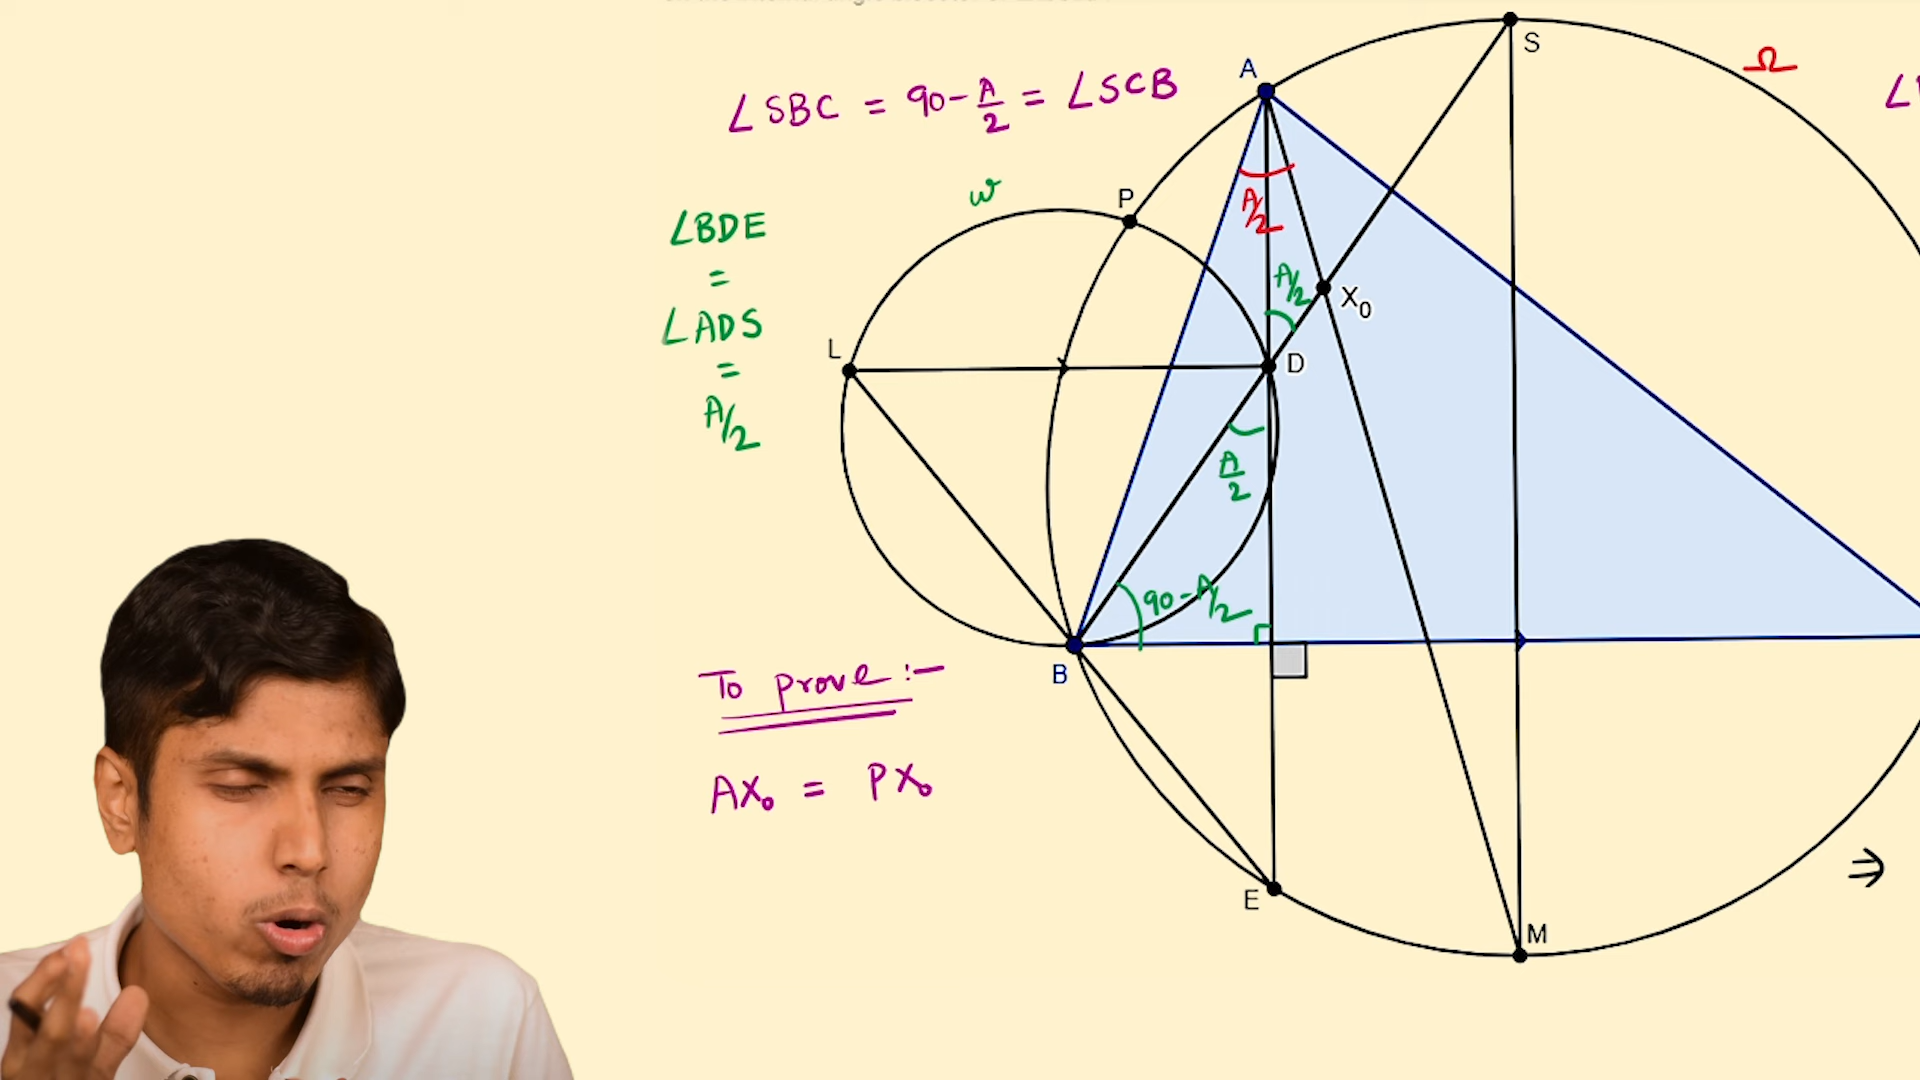 ∠SBC = 90 - A/2 = ∠SCB
∠BDE
=
∠ADS
=
A/2
To prove :-
AX₀ = PX₀
ω
Ω
A
S
P
A/2
A/2
X₀
L
D
A/2
90 - A/2
B
E
M
⇒